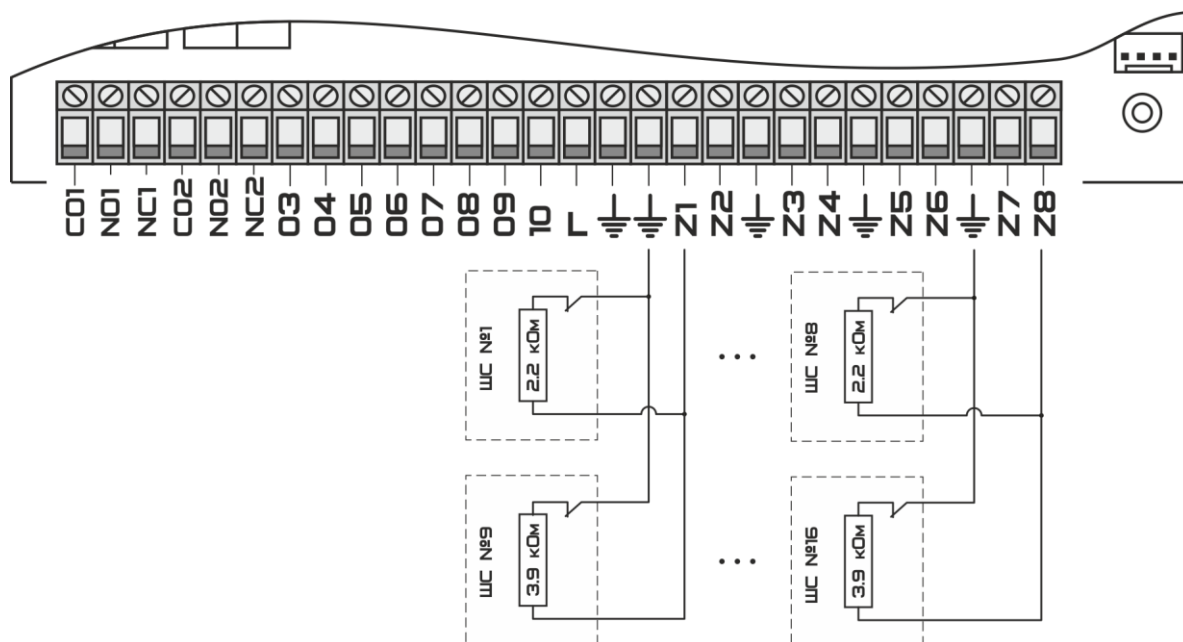 CO1
NO1
NC1
CO2
NO2
NC2
O3
O4
O5
O6
O7
O8
O9
10
L
Z1
Z2
Z3
Z4
Z5
Z6
Z7
Z8
ШС №1
2.2 кОм
...
ШС №8
2.2 кОм
ШС №9
3.9 кОм
...
ШС №16
3.9 кОм